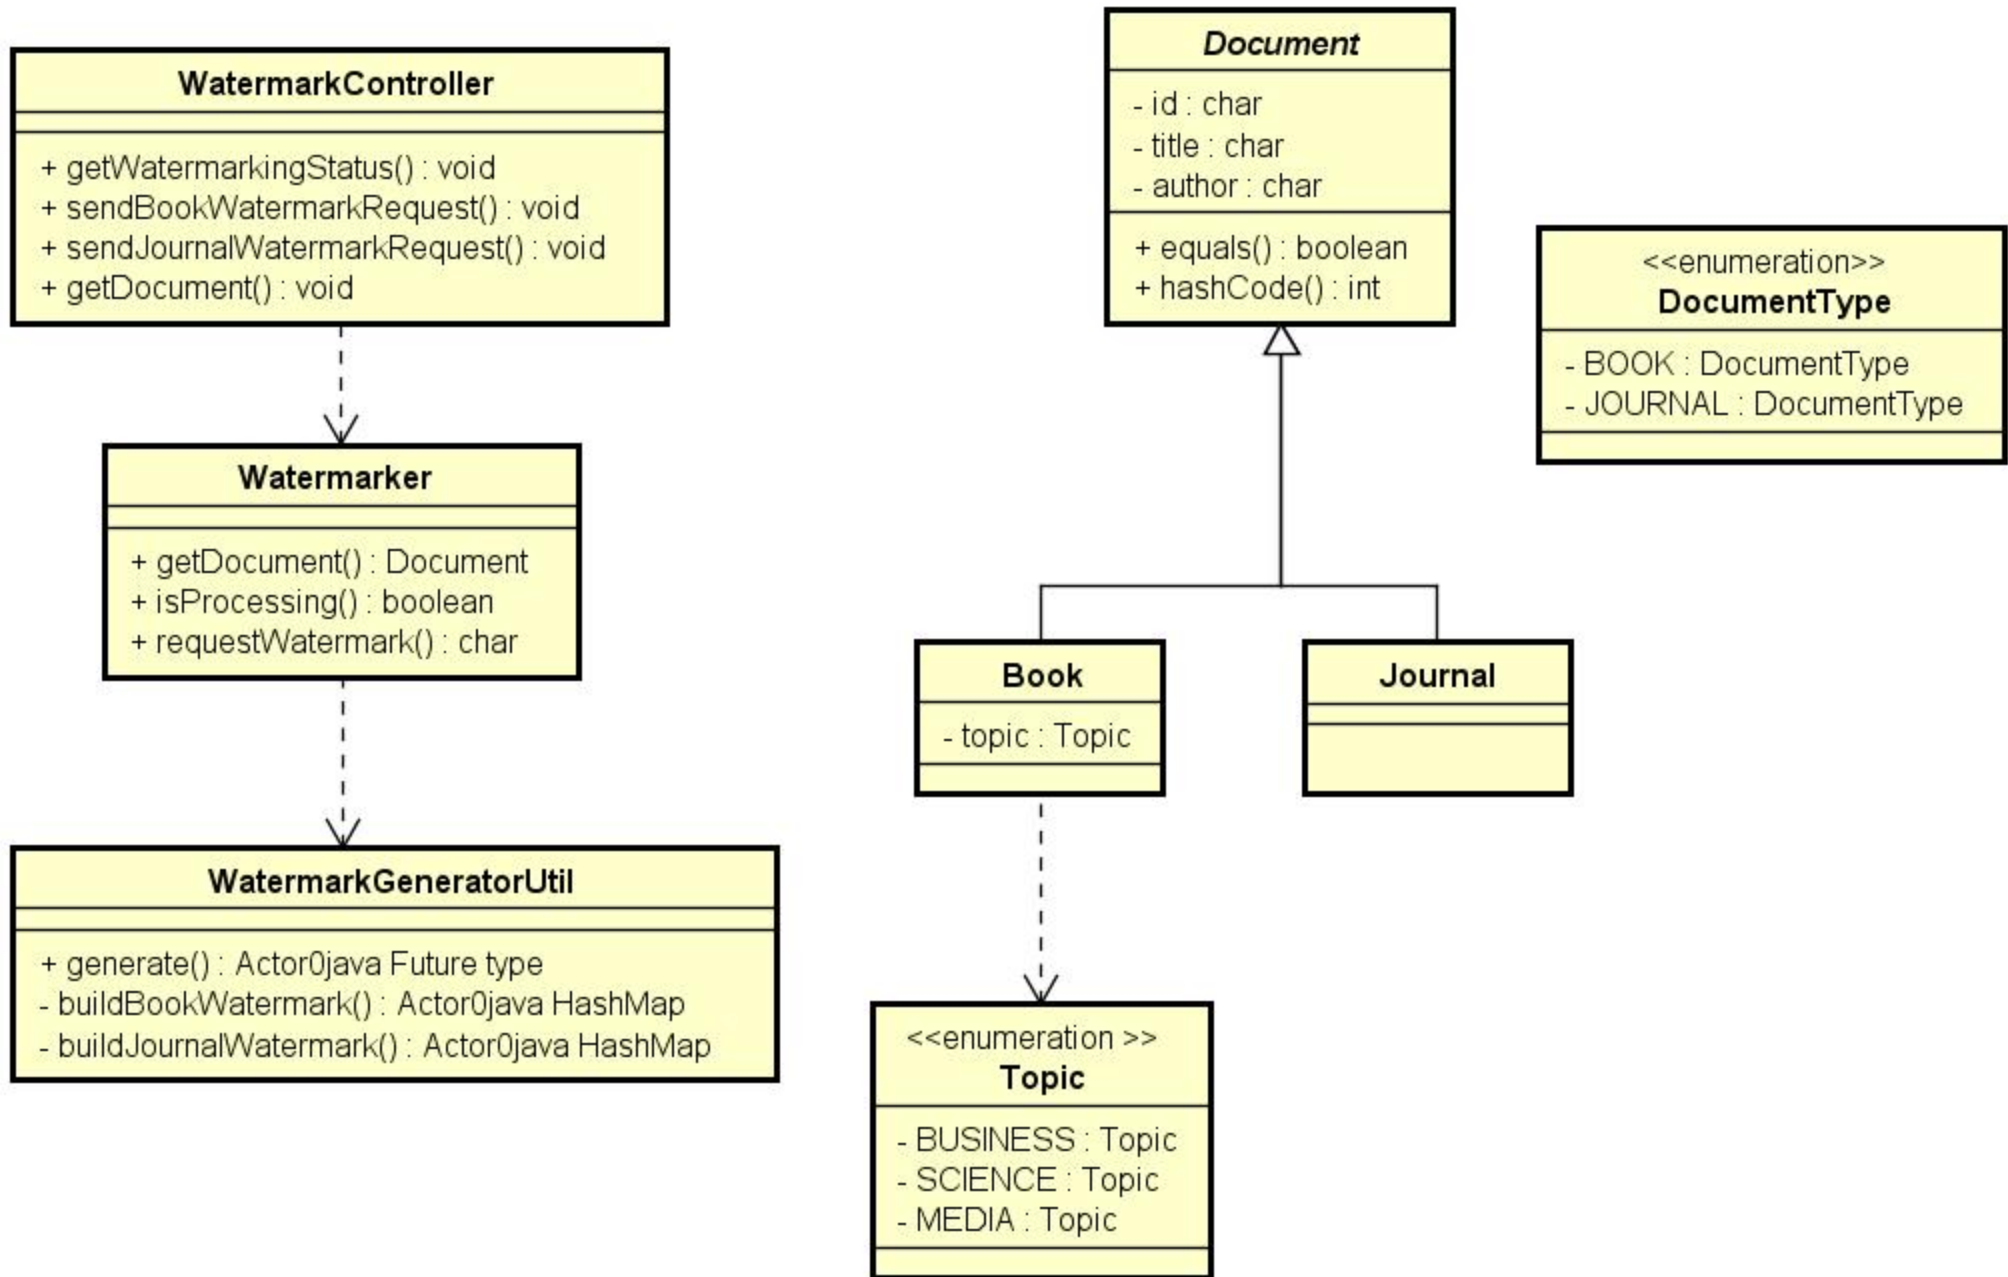 WatermarkController
+ getWatermarkingStatus() : void
+ sendBookWatermarkRequest() : void
+ sendJournalWatermarkRequest() : void
+ getDocument() : void
Watermarker
+ getDocument() : Document
+ isProcessing() : boolean
+ requestWatermark() : char
WatermarkGeneratorUtil
+ generate() : Actor0java Future type
- buildBookWatermark() : Actor0java HashMap
- buildJournalWatermark() : Actor0java HashMap
Document
- id : char
- title : char
- author : char
+ equals() : boolean
+ hashCode() : int
<<enumeration>>
DocumentType
- BOOK : DocumentType
- JOURNAL : DocumentType
Book
- topic : Topic
Journal
<<enumeration >>
Topic
- BUSINESS : Topic
- SCIENCE : Topic
- MEDIA : Topic